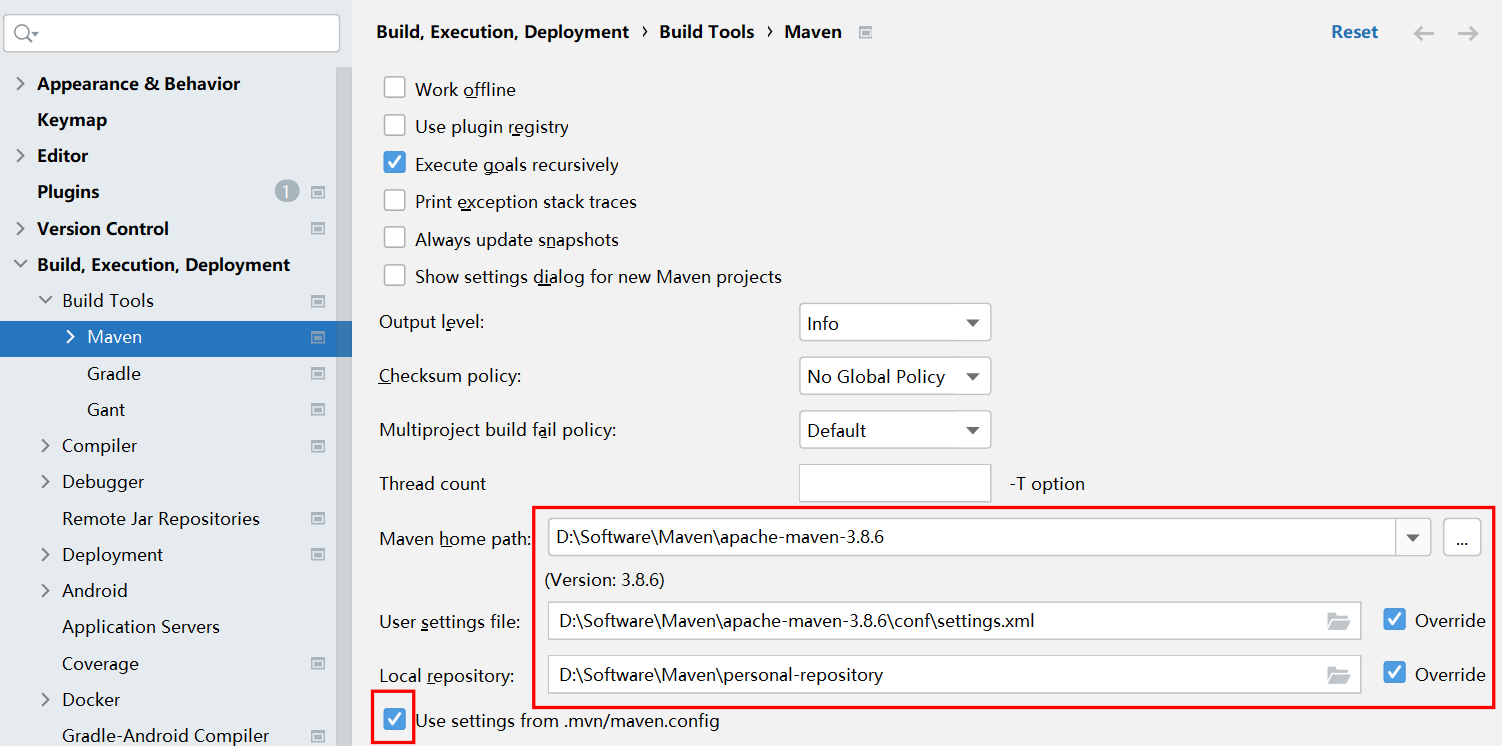 Build, Execution, Deployment › Build Tools › Maven
Reset
Appearance & Behavior
Keymap
Editor
Plugins 1
Version Control
Build, Execution, Deployment
Build Tools
Maven
Gradle
Gant
Compiler
Debugger
Remote Jar Repositories
Deployment
Android
Application Servers
Coverage
Docker
Gradle-Android Compiler
Work offline
Use plugin registry
Execute goals recursively
Print exception stack traces
Always update snapshots
Show settings dialog for new Maven projects
Output level: Info
Checksum policy: No Global Policy
Multiproject build fail policy: Default
Thread count -T option
Maven home path: D:\Software\Maven\apache-maven-3.8.6 ...
(Version: 3.8.6)
User settings file: D:\Software\Maven\apache-maven-3.8.6\conf\settings.xml Override
Local repository: D:\Software\Maven\personal-repository Override
Use settings from .mvn/maven.config